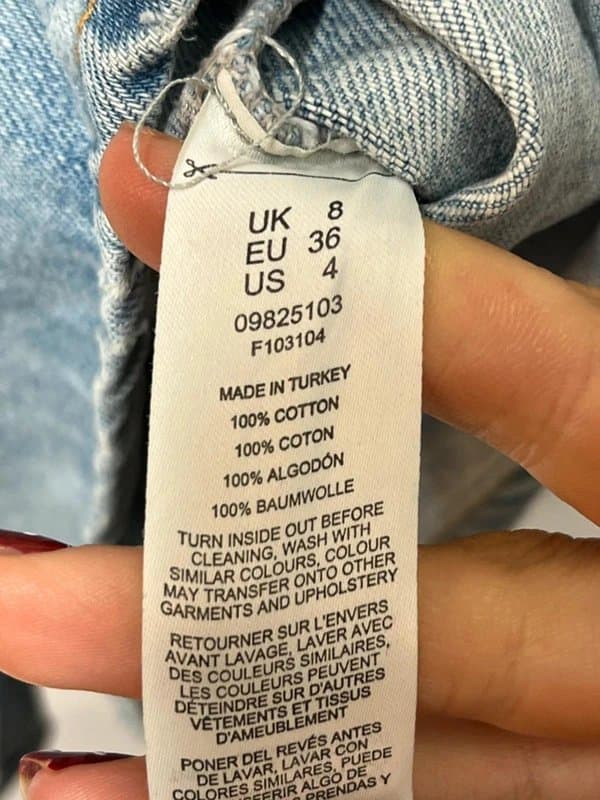 UK 8
EU 36
US 4
09825103
F103104
MADE IN TURKEY
100% COTTON
100% COTON
100% ALGODÓN
100% BAUMWOLLE
TURN INSIDE OUT BEFORE
CLEANING, WASH WITH
SIMILAR COLOURS, COLOUR
MAY TRANSFER ONTO OTHER
GARMENTS AND UPHOLSTERY
RETOURNER SUR L'ENVERS
AVANT LAVAGE, LAVER AVEC
DES COULEURS SIMILAIRES,
LES COULEURS PEUVENT
DÉTEINDRE SUR D'AUTRES
VÊTEMENTS ET TISSUS
D'AMEUBLEMENT
PONER DEL REVÉS ANTES
DE LAVAR, LAVAR CON
COLORES SIMILARES, PUEDE
ALGO DE
PRENDAS Y